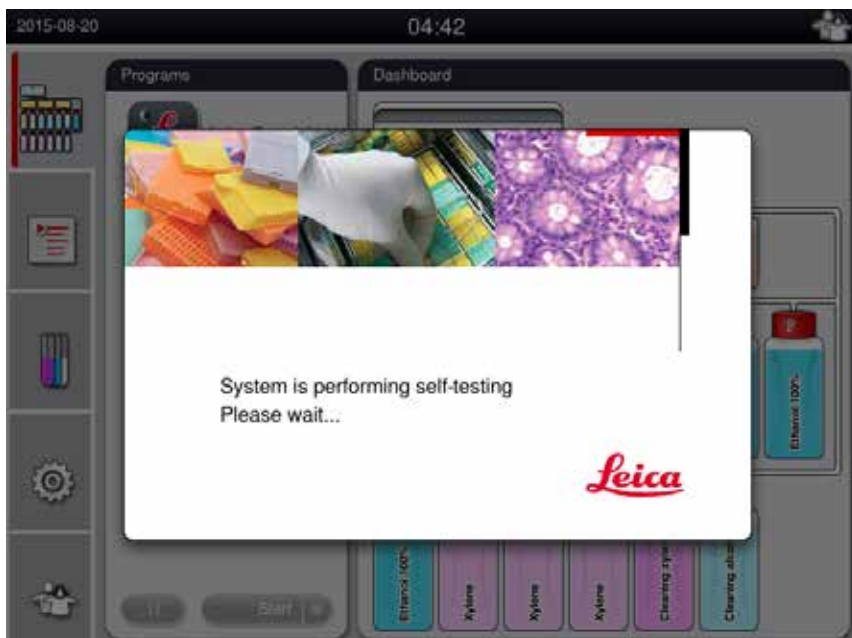 2015-08-20
04:42
Programs
Dashboard
System is performing self-testing
Please wait...
Leica
Ethanol 100%
Ethanol 100%
Xylene
Xylene
Xylene
Start